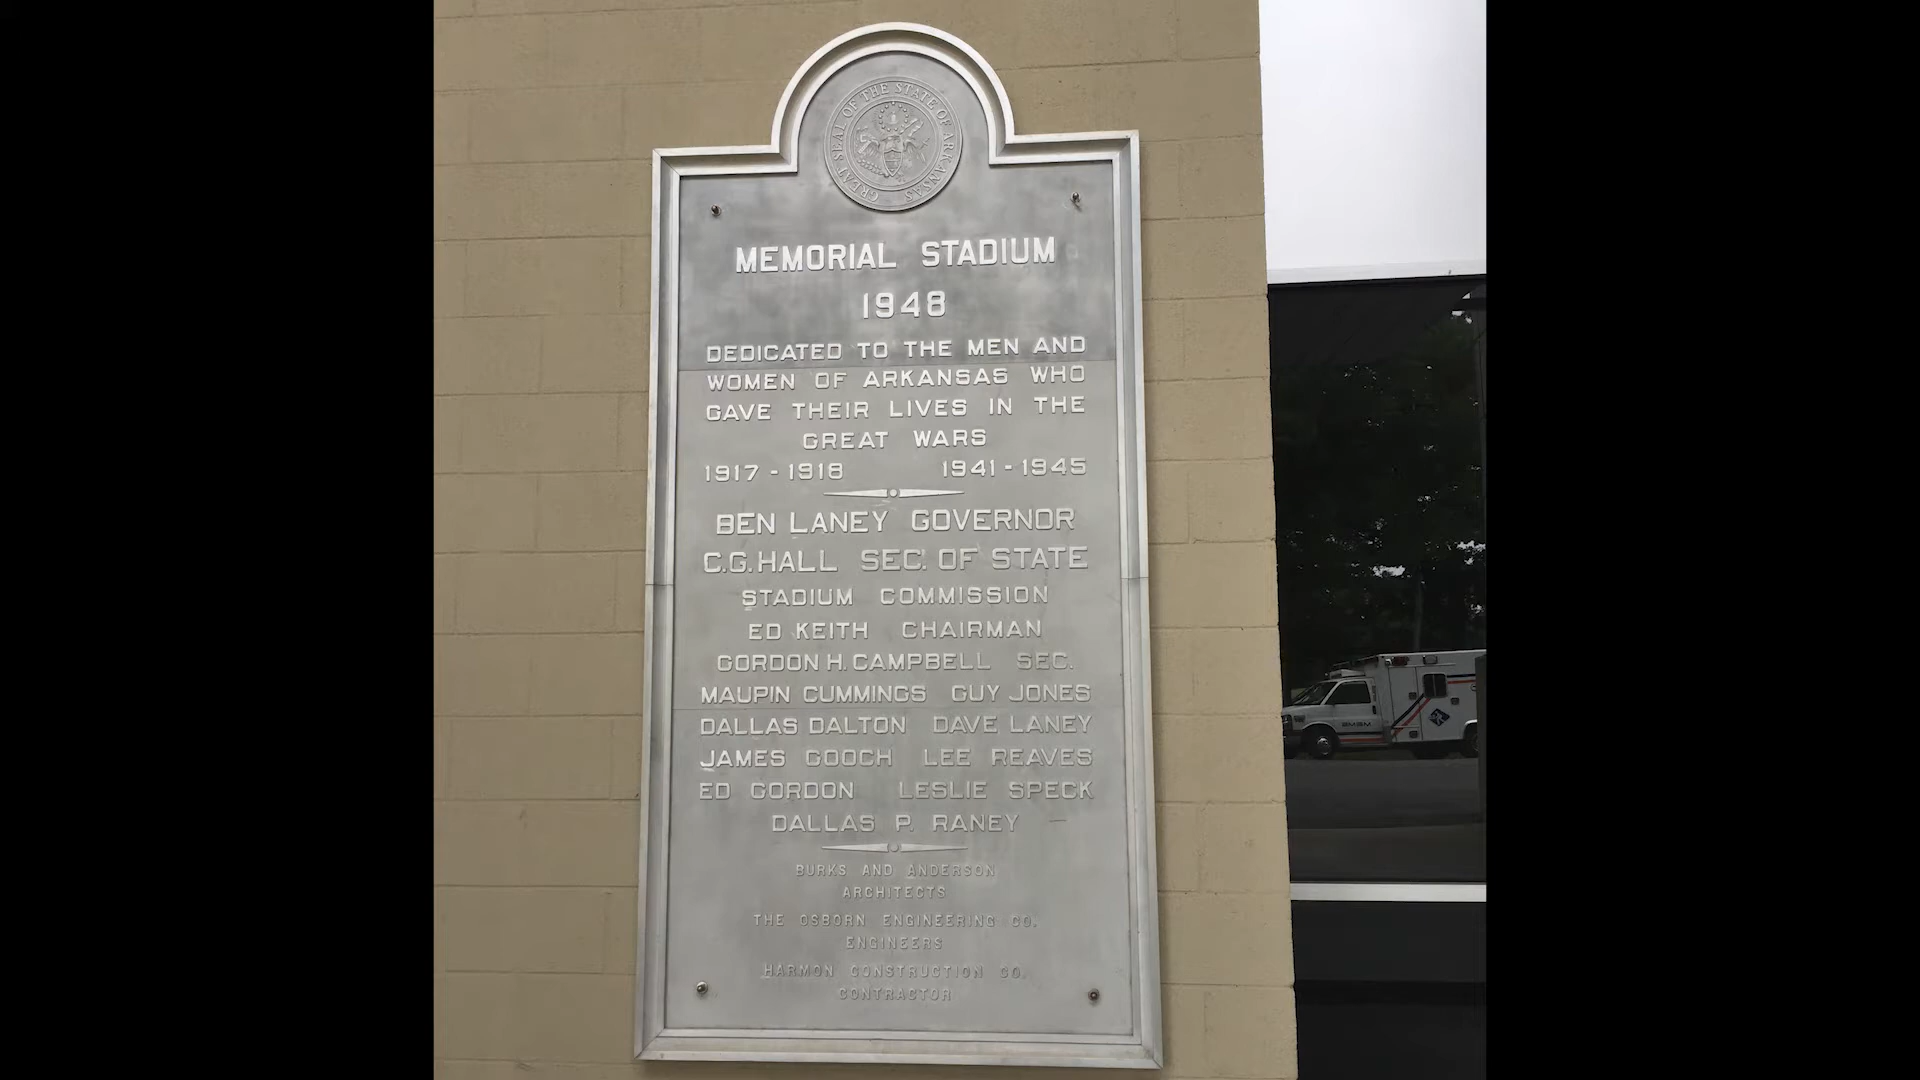 GREAT SEAL OF THE STATE OF ARKANSAS
MEMORIAL STADIUM
1948
DEDICATED TO THE MEN AND
WOMEN OF ARKANSAS WHO
GAVE THEIR LIVES IN THE
GREAT WARS
1917 - 1918 1941 - 1945
BEN LANEY GOVERNOR
C.G. HALL SEC. OF STATE
STADIUM COMMISSION
ED KEITH CHAIRMAN
GORDON H. CAMPBELL SEC.
MAUPIN CUMMINGS GUY JONES
DALLAS DALTON DAVE LANEY
JAMES GOOCH LEE REAVES
ED GORDON LESLIE SPECK
DALLAS P. RANEY
BURKS AND ANDERSON
ARCHITECTS
THE OSBORN ENGINEERING CO.
ENGINEERS
HARMON CONSTRUCTION CO.
CONTRACTOR